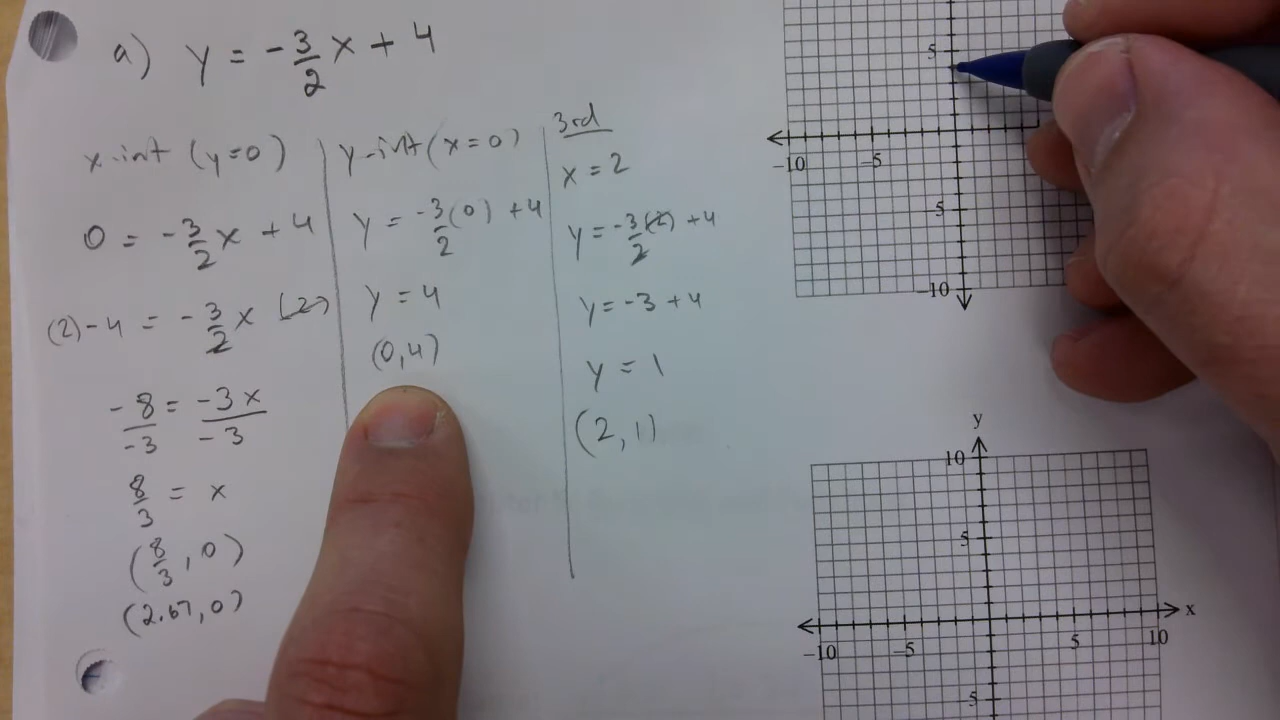 a) y = -3/2 x + 4
x-int (y=0)
0 = -3/2 x + 4
(2) -4 = -3/2 x (2)
-8/-3 = -3x/-3
8/3 = x
(8/3, 0)
(2.67, 0)
y-int (x=0)
y = -3/2 (0) + 4
y = 4
(0,4)
3rd
x = 2
y = -3/2 (2) + 4
y = -3 + 4
y = 1
(2, 1)
5
-10 -5
-5
-10
y
10
5
x
-10 -5 5 10
-5